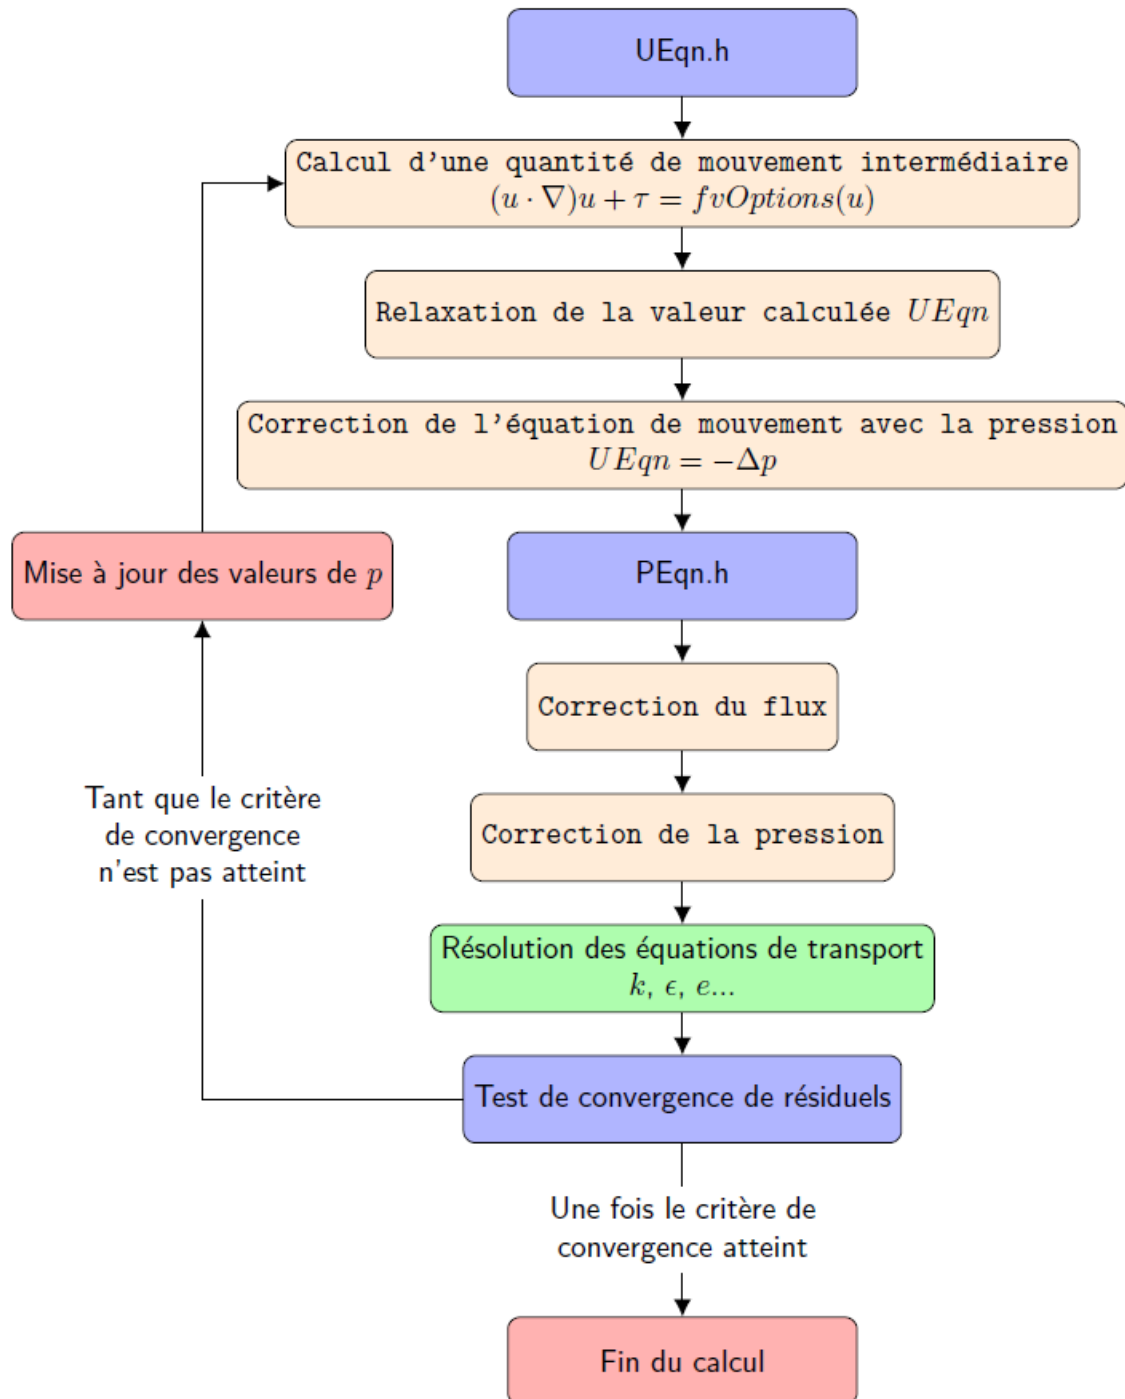 UEqn.h
Calcul d'une quantité de mouvement intermédiaire
(u · ∇)u + τ = fvOptions(u)
Relaxation de la valeur calculée UEqn
Correction de l'équation de mouvement avec la pression
UEqn = −Δp
Mise à jour des valeurs de p
PEqn.h
Correction du flux
Tant que le critère
de convergence
n'est pas atteint
Correction de la pression
Résolution des équations de transport
k, ϵ, e...
Test de convergence de résiduels
Une fois le critère de
convergence atteint
Fin du calcul